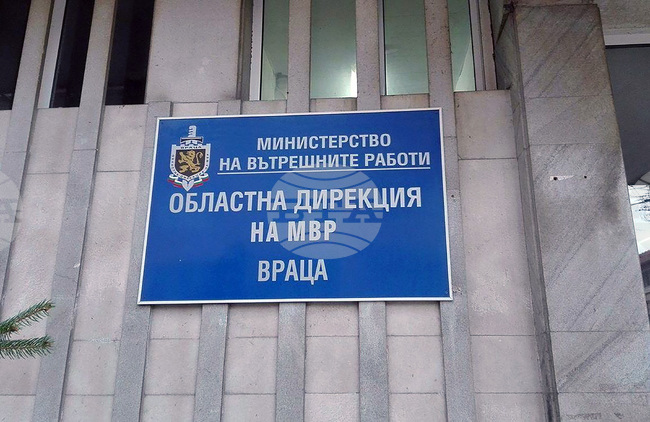 МИНИСТЕРСТВО
НА ВЪТРЕШНИТЕ РАБОТИ
ОБЛАСТНА ДИРЕКЦИЯ
НА МВР
ВРАЦА